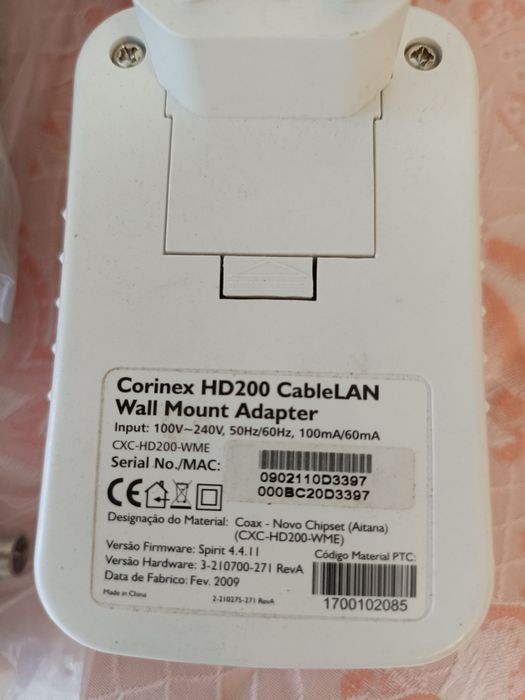 Corinex HD200 CableLAN
Wall Mount Adapter
Input: 100V~240V, 50Hz/60Hz, 100mA/60mA
CXC-HD200-WME
Serial No./MAC:
0902110D3397
000BC20D3397
CE
Designação do Material: Coax - Novo Chipset (Aitana)
(CXC-HD200-WME)
Versão Firmware: Spirit 4.4.11
Versão Hardware: 3-210700-271 RevA
Data de Fabrico: Fev. 2009
Made in China
2-210275-271 RevA
Código Material PTC:
1700102085